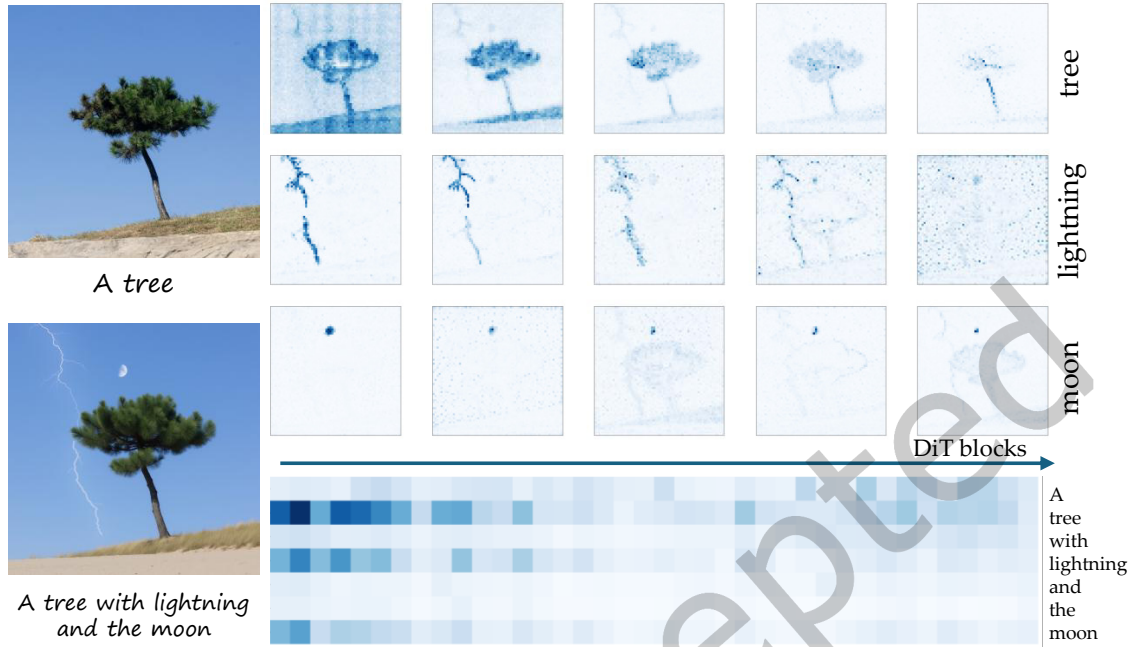 A tree
A tree with lightning
and the moon
tree
lightning
moon
DiT blocks
A
tree
with
lightning
and
the
moon
epted